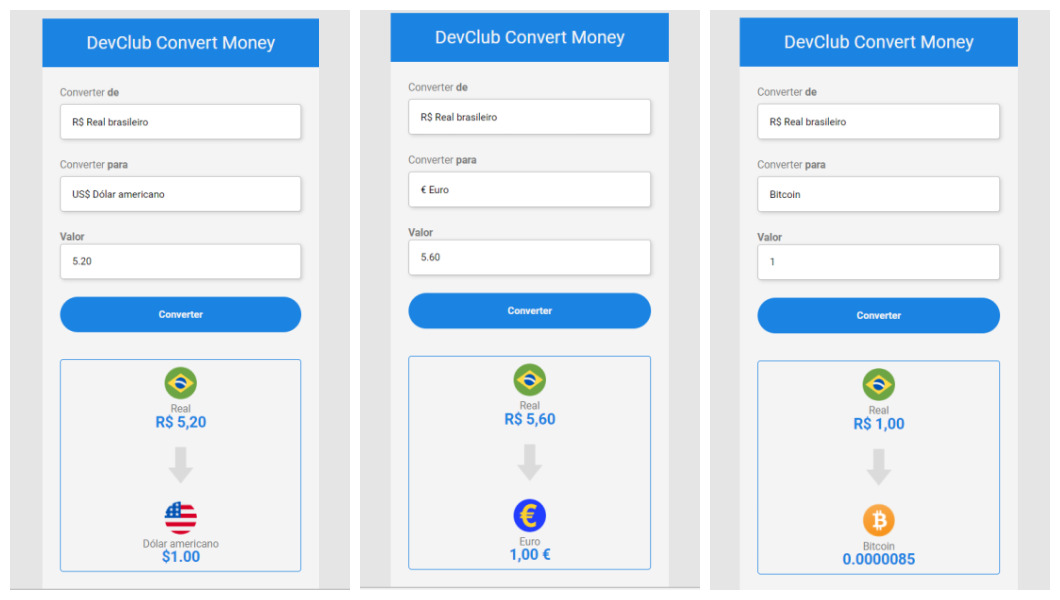 DevClub Convert Money
Converter de
R$ Real brasileiro
Converter para
US$ Dólar americano
Valor
5.20
Converter
Real
R$ 5,20
Dólar americano
$1.00
DevClub Convert Money
Converter de
R$ Real brasileiro
Converter para
€ Euro
Valor
5.60
Converter
Real
R$ 5,60
€
Euro
1,00 €
DevClub Convert Money
Converter de
R$ Real brasileiro
Converter para
Bitcoin
Valor
1
Converter
Real
R$ 1,00
₿
Bitcoin
0.0000085